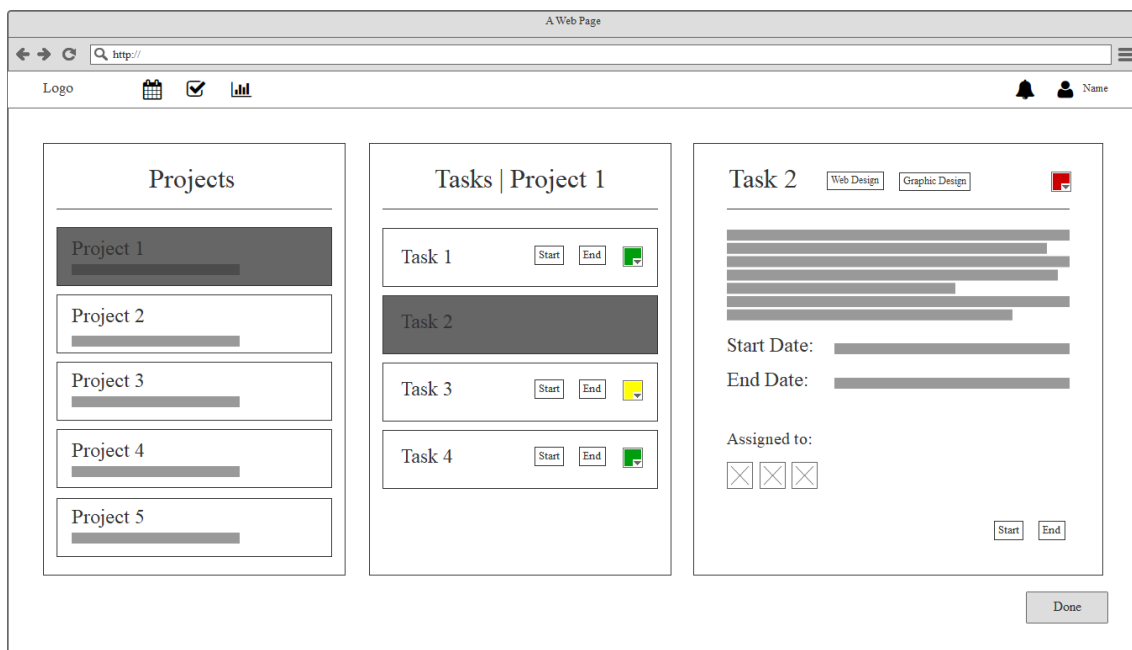 A Web Page
http://
Logo
Name
Projects
Project 1
Project 2
Project 3
Project 4
Project 5
Tasks | Project 1
Task 1 Start End
Task 2
Task 3 Start End
Task 4 Start End
Task 2 Web Design Graphic Design
Start Date:
End Date:
Assigned to:
Start End
Done